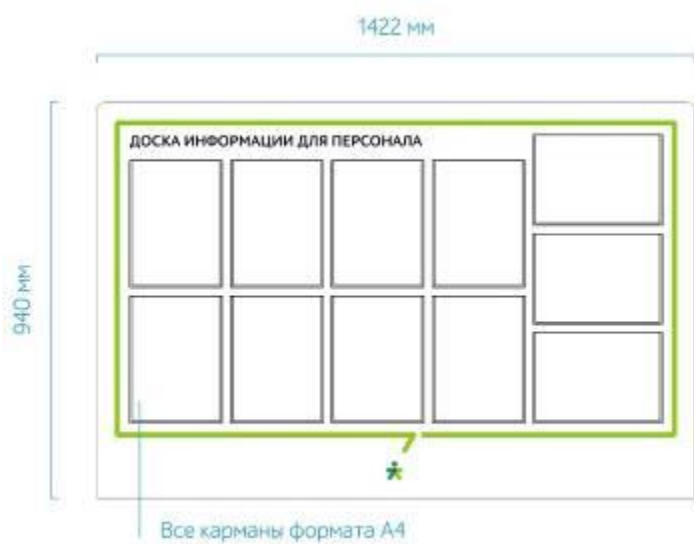 1422 мм
ДОСКА ИНФОРМАЦИИ ДЛЯ ПЕРСОНАЛА
940 мм
Все карманы формата А4